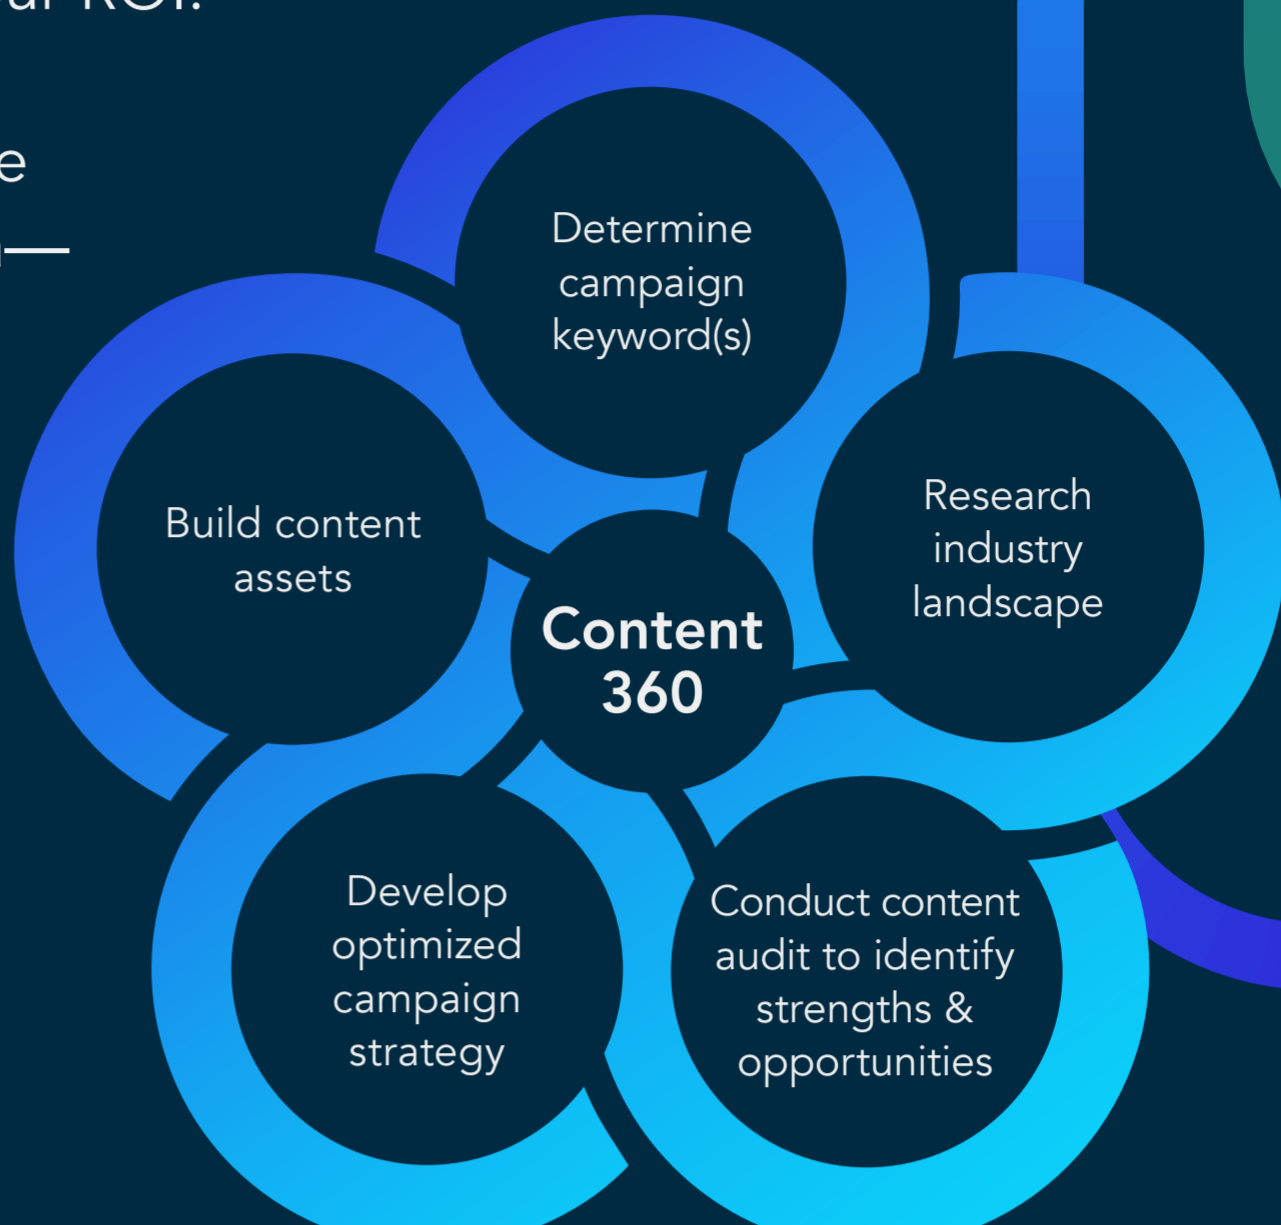 ROI.
Determine
campaign
keyword(s)
Research
industry
landscape
Build content
assets
Content
360
Develop
optimized
campaign
strategy
Conduct content
audit to identify
strengths &
opportunities